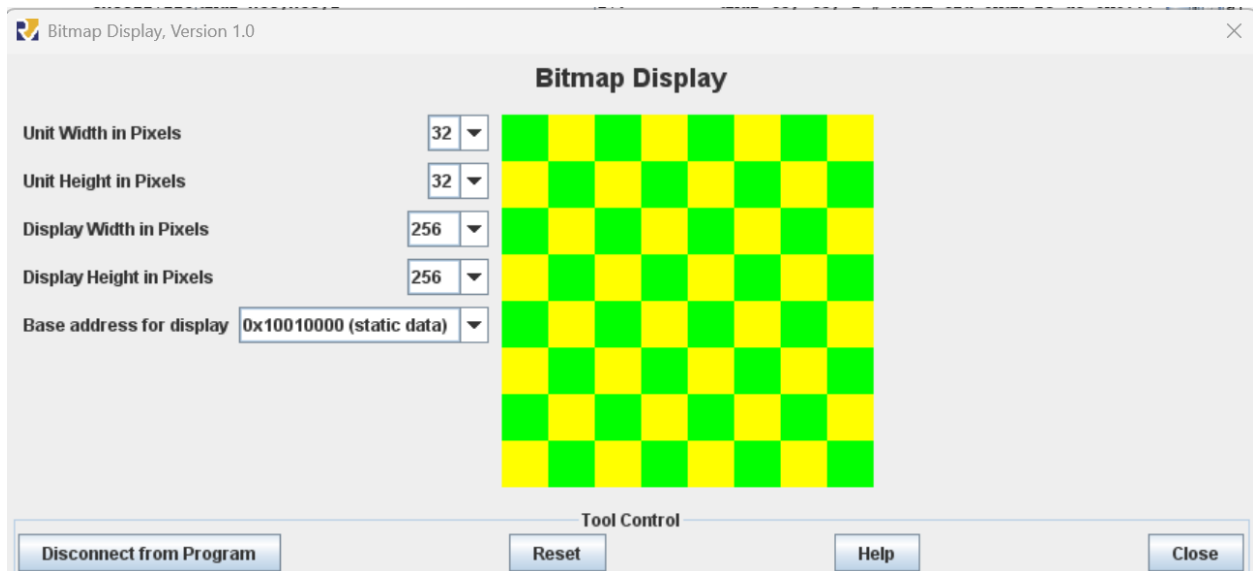 Bitmap Display, Version 1.0
Bitmap Display
Unit Width in Pixels 32
Unit Height in Pixels 32
Display Width in Pixels 256
Display Height in Pixels 256
Base address for display 0x10010000 (static data)
Tool Control
Disconnect from Program Reset Help Close